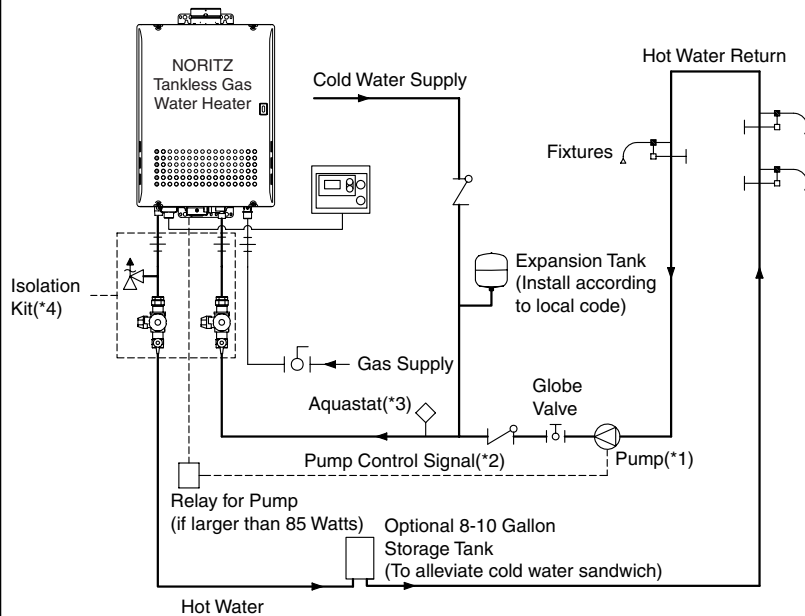 NORITZ
Tankless Gas
Water Heater
Cold Water Supply
Hot Water Return
Fixtures
Isolation
Kit(*4)
Expansion Tank
(Install according
to local code)
Gas Supply
Globe
Valve
Aquastat(*3)
Pump Control Signal(*2)
Pump(*1)
Relay for Pump
(if larger than 85 Watts)
Optional 8-10 Gallon
Storage Tank
(To alleviate cold water sandwich)
Hot Water